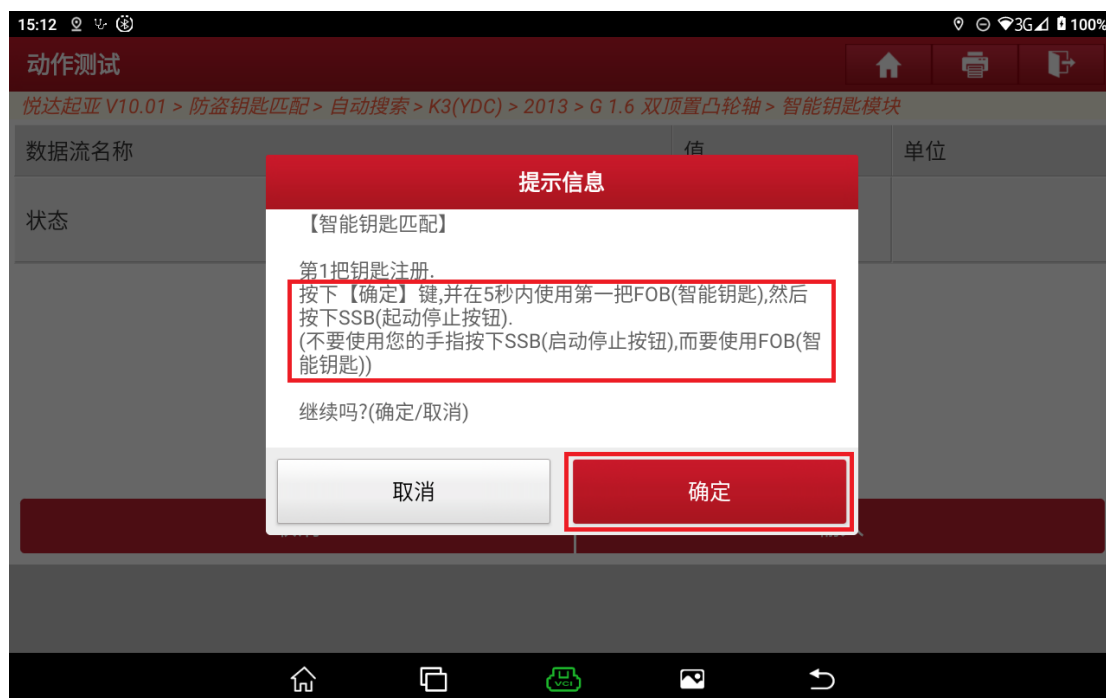 15:12
3G 100%
动作测试
悦达起亚 V10.01 > 防盗钥匙匹配 > 自动搜索 > K3(YDC) > 2013 > G 1.6 双顶置凸轮轴 > 智能钥匙模块
数据流名称 值 单位
提示信息
状态
【智能钥匙匹配】
第1把钥匙注册.
按下【确定】键,并在5秒内使用第一把FOB(智能钥匙),然后
按下SSB(起动停止按钮).
(不要使用您的手指按下SSB(启动停止按钮),而要使用FOB(智
能钥匙))
继续吗?(确定/取消)
取消 确定
VCI